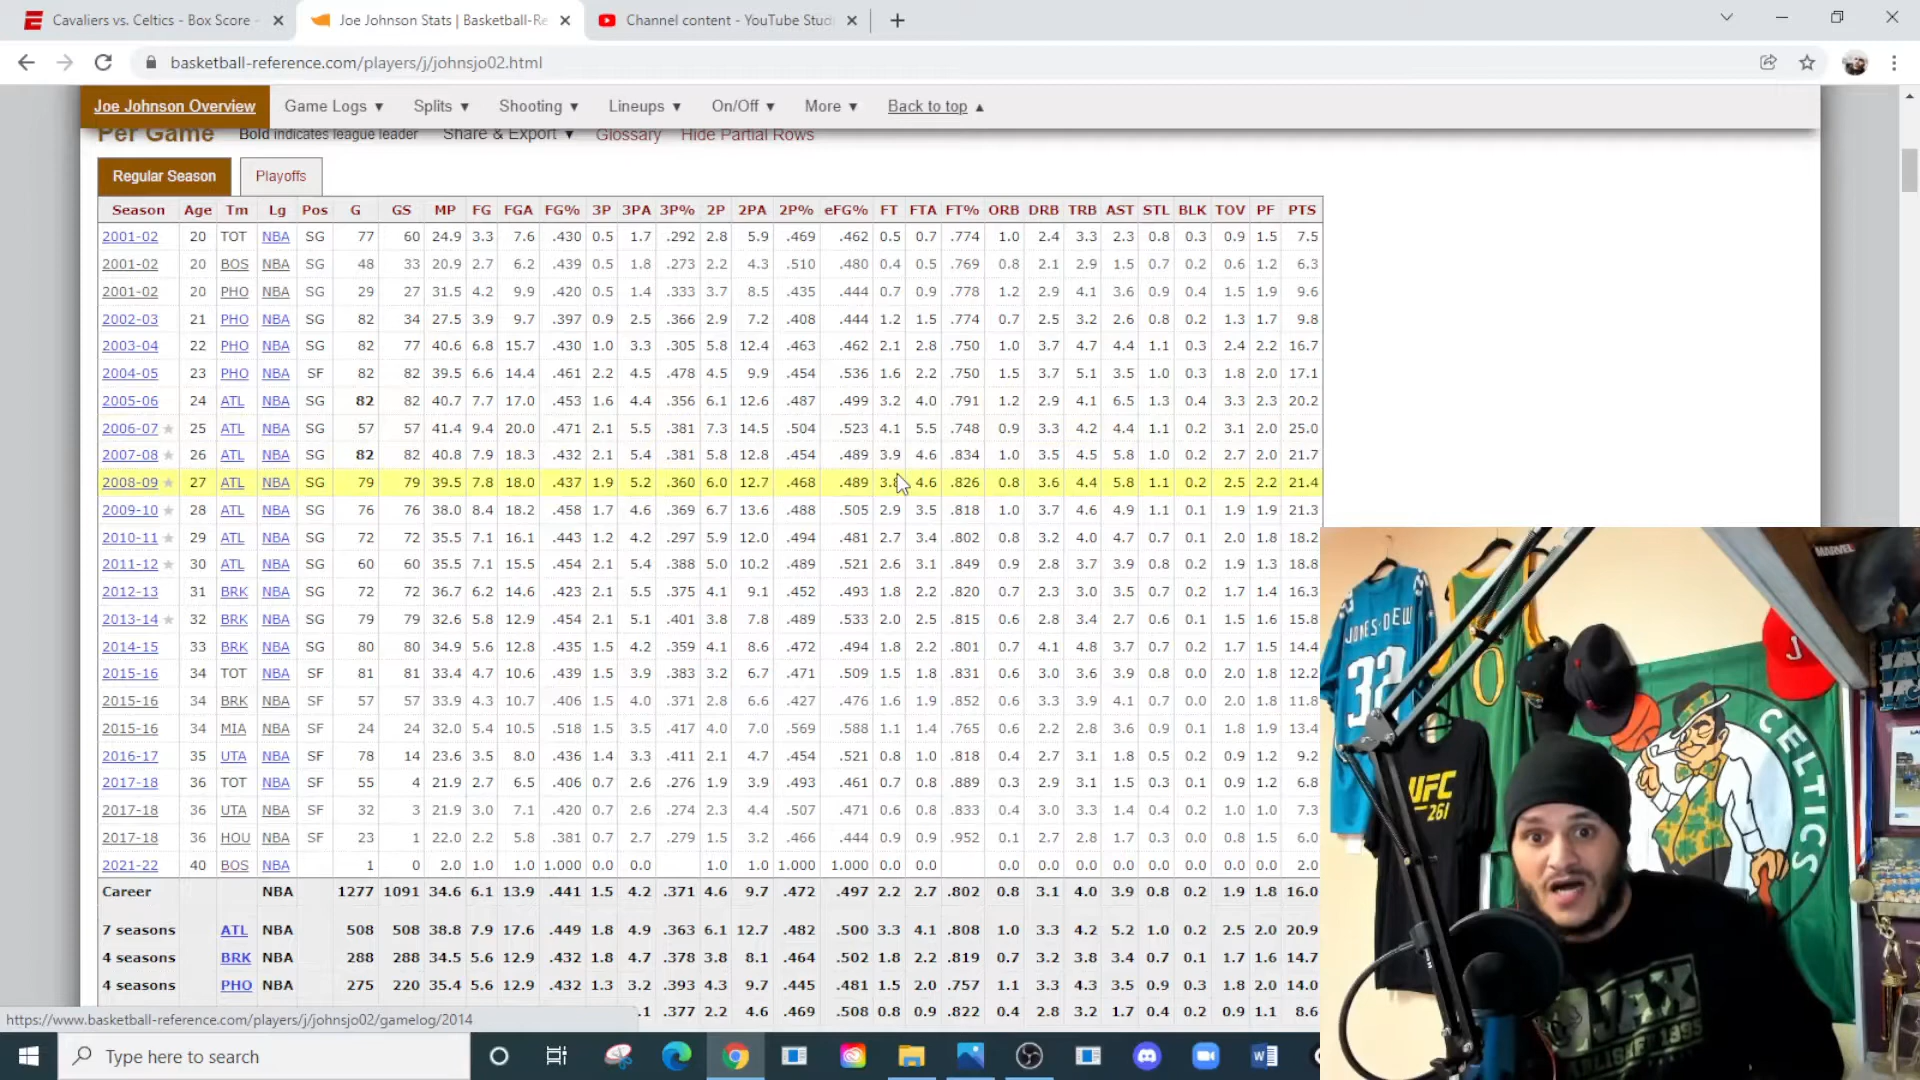 Cavaliers vs. Celtics - Box Score -
Joe Johnson Stats | Basketball-Re
Channel content - YouTube Studi
basketball-reference.com/players/j/johnsjo02.html
Joe Johnson Overview Game Logs ▼ Splits ▼ Shooting ▼ Lineups ▼ On/Off ▼ More ▼ Back to top ▲
Per Game Bold indicates league leader Share & Export ▼ Glossary Hide Partial Rows
Regular Season Playoffs
Season Age Tm Lg Pos G GS MP FG FGA FG% 3P 3PA 3P% 2P 2PA 2P% eFG% FT FTA FT% ORB DRB TRB AST STL BLK TOV PF PTS
2001-02 20 TOT NBA SG 77 60 24.9 3.3 7.6 .430 0.5 1.7 .292 2.8 5.9 .469 .462 0.5 0.7 .774 1.0 2.4 3.3 2.3 0.8 0.3 0.9 1.5 7.5
2001-02 20 BOS NBA SG 48 33 20.9 2.7 6.2 .439 0.5 1.8 .273 2.2 4.3 .510 .480 0.4 0.5 .769 0.8 2.1 2.9 1.5 0.7 0.2 0.6 1.2 6.3
2001-02 20 PHO NBA SG 29 27 31.5 4.2 9.9 .420 0.5 1.4 .333 3.7 8.5 .435 .444 0.7 0.9 .778 1.2 2.9 4.1 3.6 0.9 0.4 1.5 1.9 9.6
2002-03 21 PHO NBA SG 82 34 27.5 3.9 9.7 .397 0.9 2.5 .366 2.9 7.2 .408 .444 1.2 1.5 .774 0.7 2.5 3.2 2.6 0.8 0.2 1.3 1.7 9.8
2003-04 22 PHO NBA SG 82 77 40.6 6.8 15.7 .430 1.0 3.3 .305 5.8 12.4 .463 .462 2.1 2.8 .750 1.0 3.7 4.7 4.4 1.1 0.3 2.4 2.2 16.7
2004-05 23 PHO NBA SF 82 82 39.5 6.6 14.4 .461 2.2 4.5 .478 4.5 9.9 .454 .536 1.6 2.2 .750 1.5 3.7 5.1 3.5 1.0 0.3 1.8 2.0 17.1
2005-06 24 ATL NBA SG 82 82 40.7 7.7 17.0 .453 1.6 4.4 .356 6.1 12.6 .487 .499 3.2 4.0 .791 1.2 2.9 4.1 6.5 1.3 0.4 3.3 2.3 20.2
2006-07 ★ 25 ATL NBA SG 57 57 41.4 9.4 20.0 .471 2.1 5.5 .381 7.3 14.5 .504 .523 4.1 5.5 .748 0.9 3.3 4.2 4.4 1.1 0.2 3.1 2.0 25.0
2007-08 ★ 26 ATL NBA SG 82 82 40.8 7.9 18.3 .432 2.1 5.4 .381 5.8 12.8 .454 .489 3.9 4.6 .834 1.0 3.5 4.5 5.8 1.0 0.2 2.7 2.0 21.7
2008-09 ★ 27 ATL NBA SG 79 79 39.5 7.8 18.0 .437 1.9 5.2 .360 6.0 12.7 .468 .489 3.8 4.6 .826 0.8 3.6 4.4 5.8 1.1 0.2 2.5 2.2 21.4
2009-10 ★ 28 ATL NBA SG 76 76 38.0 8.4 18.2 .458 1.7 4.6 .369 6.7 13.6 .488 .505 2.9 3.5 .818 1.0 3.7 4.6 4.9 1.1 0.1 1.9 1.9 21.3
2010-11 ★ 29 ATL NBA SG 72 72 35.5 7.1 16.1 .443 1.2 4.2 .297 5.9 12.0 .494 .481 2.7 3.4 .802 0.8 3.2 4.0 4.7 0.7 0.1 2.0 1.8 18.2
2011-12 ★ 30 ATL NBA SG 60 60 35.5 7.1 15.5 .454 2.1 5.4 .388 5.0 10.2 .489 .521 2.6 3.1 .849 0.9 2.8 3.7 3.9 0.8 0.2 1.9 1.3 18.8
2012-13 31 BRK NBA SG 72 72 36.7 6.2 14.6 .423 2.1 5.5 .375 4.1 9.1 .452 .493 1.8 2.2 .820 0.7 2.3 3.0 3.5 0.7 0.2 1.7 1.4 16.3
2013-14 ★ 32 BRK NBA SG 79 79 32.6 5.8 12.9 .454 2.1 5.1 .401 3.8 7.8 .489 .533 2.0 2.5 .815 0.6 2.8 3.4 2.7 0.6 0.1 1.5 1.6 15.8
2014-15 33 BRK NBA SG 80 80 34.9 5.6 12.8 .435 1.5 4.2 .359 4.1 8.6 .472 .494 1.8 2.2 .801 0.7 4.1 4.8 3.7 0.7 0.2 1.7 1.5 14.4
2015-16 34 TOT NBA SF 81 81 33.4 4.7 10.6 .439 1.5 3.9 .383 3.2 6.7 .471 .509 1.5 1.8 .831 0.6 3.0 3.6 3.9 0.8 0.0 2.0 1.8 12.2
2015-16 34 BRK NBA SF 57 57 33.9 4.3 10.7 .406 1.5 4.0 .371 2.8 6.6 .427 .476 1.6 1.9 .852 0.6 3.3 3.9 4.1 0.7 0.0 2.0 1.8 11.8
2015-16 34 MIA NBA SF 24 24 32.0 5.4 10.5 .518 1.5 3.5 .417 4.0 7.0 .569 .588 1.1 1.4 .765 0.6 2.2 2.8 3.6 0.9 0.1 1.8 1.9 13.4
2016-17 35 UTA NBA SF 78 14 23.6 3.5 8.0 .436 1.4 3.3 .411 2.1 4.7 .454 .521 0.8 1.0 .818 0.4 2.7 3.1 1.8 0.5 0.2 0.9 1.2 9.2
2017-18 36 TOT NBA SF 55 4 21.9 2.7 6.5 .406 0.7 2.6 .276 1.9 3.9 .493 .461 0.7 0.8 .889 0.3 2.9 3.1 1.5 0.3 0.1 0.9 1.2 6.8
2017-18 36 UTA NBA SF 32 3 21.9 3.0 7.1 .420 0.7 2.6 .274 2.3 4.4 .507 .471 0.6 0.8 .833 0.4 3.0 3.3 1.4 0.4 0.2 1.0 1.0 7.3
2017-18 36 HOU NBA SF 23 1 22.0 2.2 5.8 .381 0.7 2.7 .279 1.5 3.2 .466 .444 0.9 0.9 .952 0.1 2.7 2.8 1.7 0.3 0.0 0.8 1.5 6.0
2021-22 40 BOS NBA 1 0 2.0 1.0 1.0 1.000 0.0 0.0 1.0 1.0 1.000 1.000 0.0 0.0 0.0 0.0 0.0 0.0 0.0 0.0 0.0 0.0 2.0
Career NBA 1277 1091 34.6 6.1 13.9 .441 1.5 4.2 .371 4.6 9.7 .472 .497 2.2 2.7 .802 0.8 3.1 4.0 3.9 0.8 0.2 1.9 1.8 16.0
7 seasons ATL NBA 508 508 38.8 7.9 17.6 .449 1.8 4.9 .363 6.1 12.7 .482 .500 3.3 4.1 .808 1.0 3.3 4.2 5.2 1.0 0.2 2.5 2.0 20.9
4 seasons BRK NBA 288 288 34.5 5.6 12.9 .432 1.8 4.7 .378 3.8 8.1 .464 .502 1.8 2.2 .819 0.7 3.2 3.8 3.4 0.7 0.1 1.7 1.6 14.7
4 seasons PHO NBA 275 220 35.4 5.6 12.9 .432 1.3 3.2 .393 4.3 9.7 .445 .481 1.5 2.0 .757 1.1 3.3 4.3 3.5 0.9 0.3 1.8 2.0 14.0
.1 .377 2.2 4.6 .469 .508 0.8 0.9 .822 0.4 2.8 3.2 1.7 0.4 0.2 0.9 1.1 8.6
https://www.basketball-reference.com/players/j/johnsjo02/gamelog/2014
Type here to search
MARVEL
JONES-DREW
32
O
J
CELTICS
UFC
261
JAX